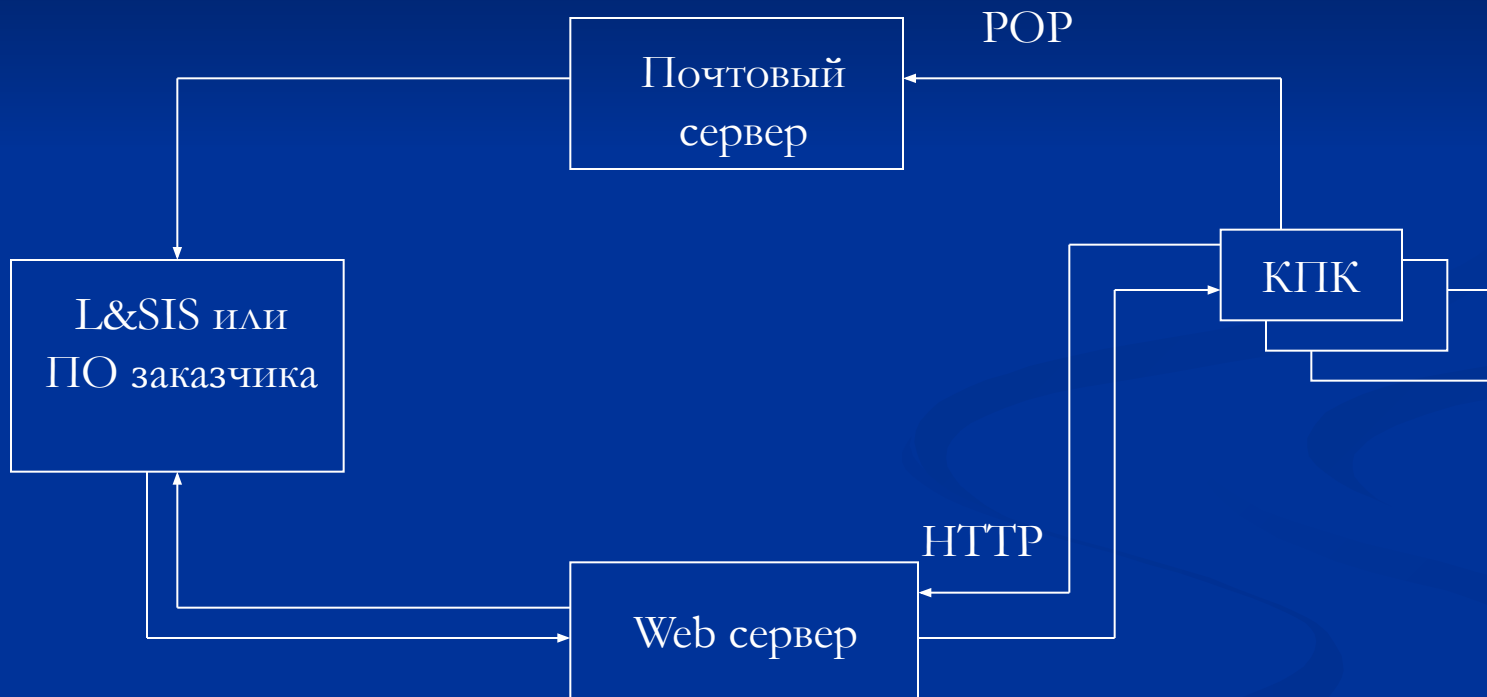 POP
Почтовый
сервер
КПК
L&SIS или
ПО заказчика
HTTP
Web сервер